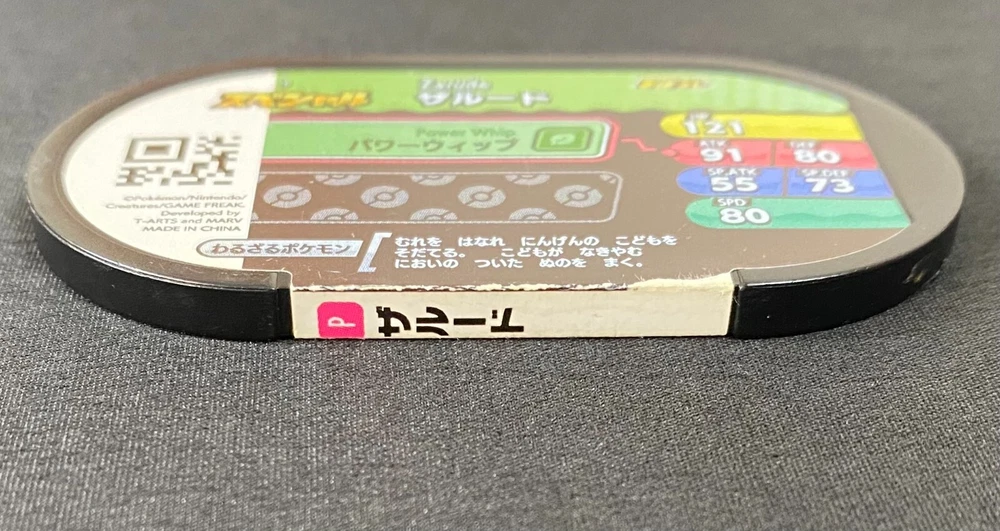 スペシャル
Zarude
ザルード
Power Whip
パワーウィップ
HP
121
ATK
91
DEF
80
SP.ATK
55
SP.DEF
73
SPD
80
©Pokémon/Nintendo/
Creatures/GAME FREAK.
Developed by
T-ARTS and MARV
MADE IN CHINA
わるざるポケモン
むれを はなれ にんげんの こどもを
そだてる。 こどもが なきやむ
においの ついた ぬのを まく。
P ザルード